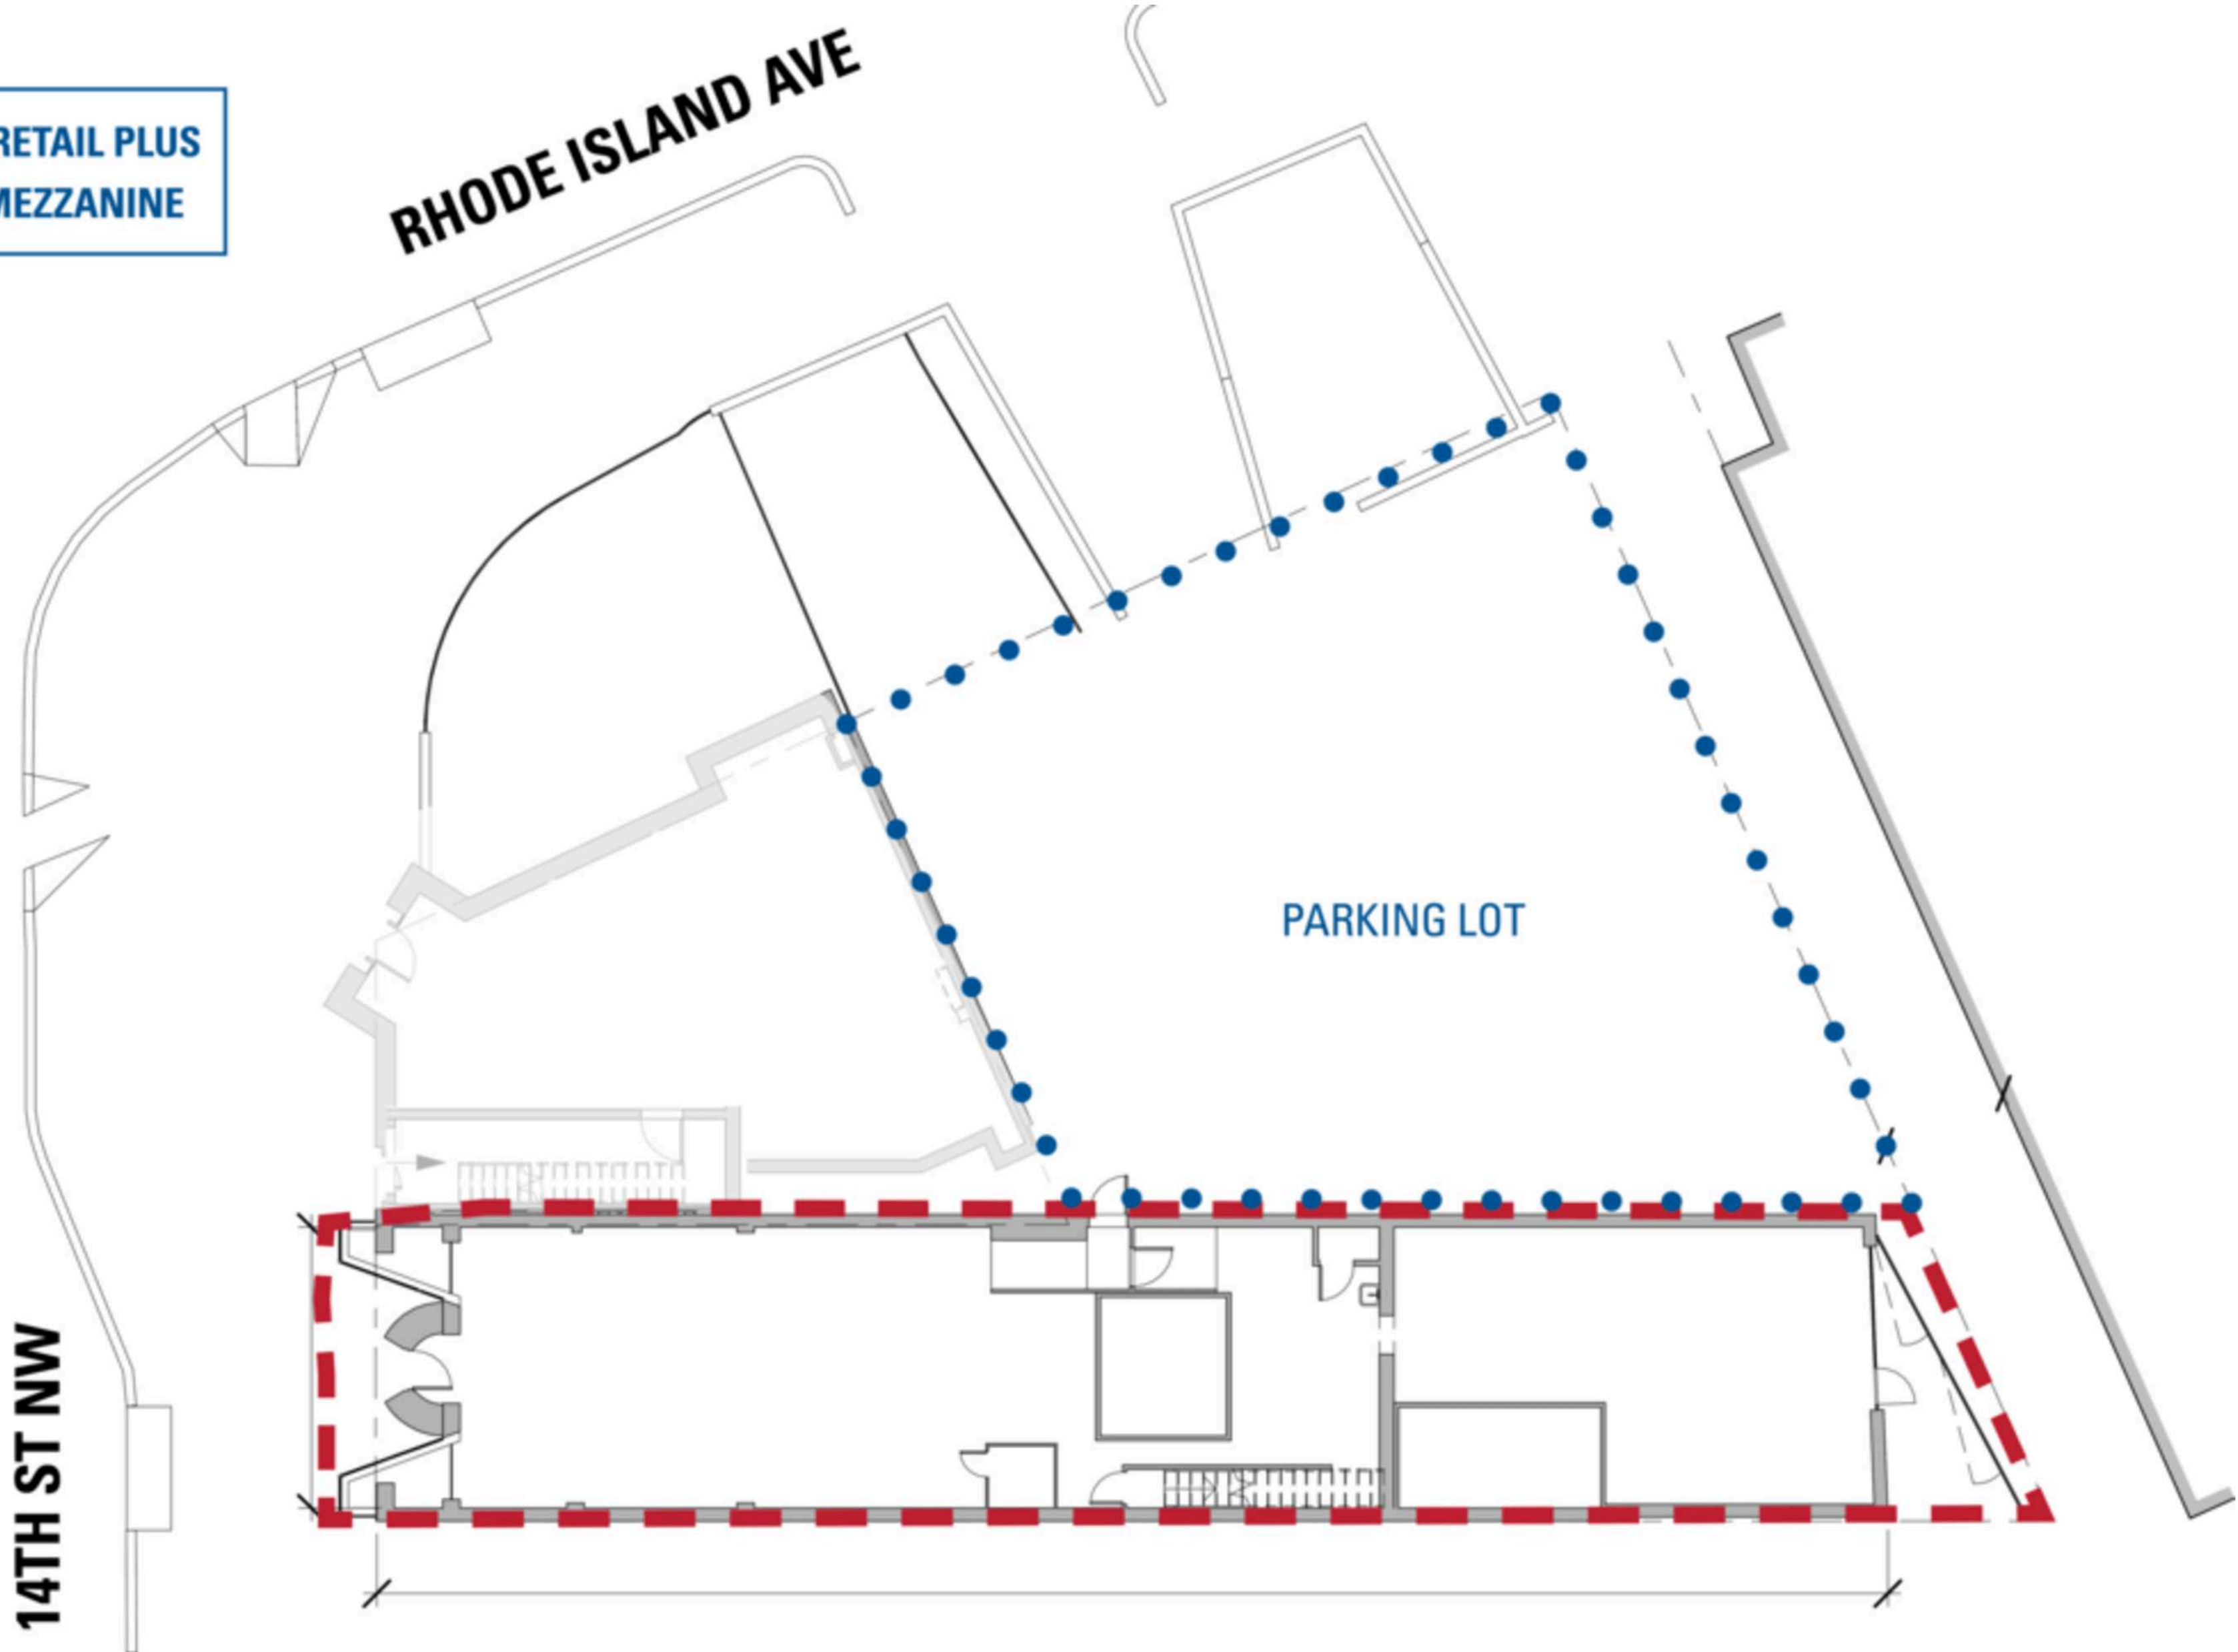 RHODE ISLAND AVE
RETAIL PLUS
MEZZANINE
PARKING LOT
14TH ST NW